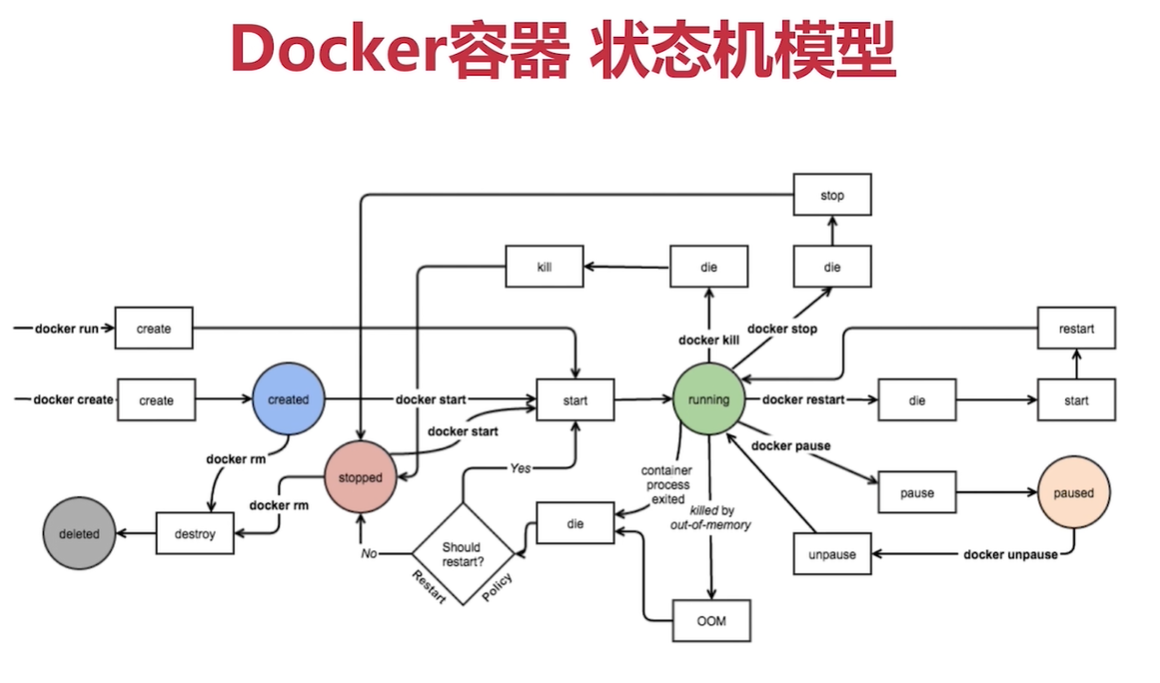 Docker容器 状态机模型
stop
kill
die
die
docker run
create
docker kill
docker stop
restart
docker create
create
created
docker start
start
running
docker restart
die
start
docker start
docker pause
docker rm
stopped
Yes
container
process
exited
pause
paused
docker rm
killed by
out-of-memory
deleted
destroy
die
No
Should
restart?
Restart
Policy
unpause
docker unpause
OOM